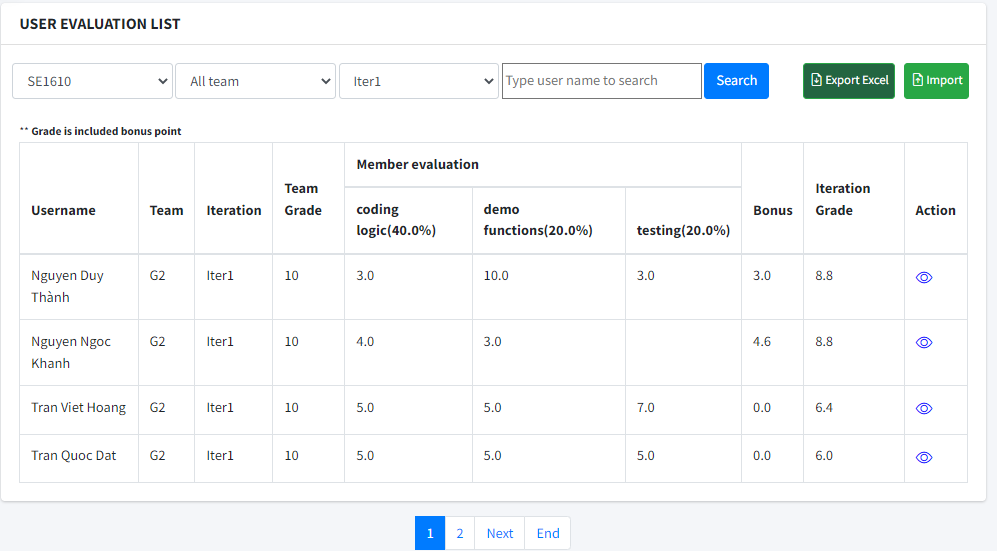 USER EVALUATION LIST
SE1610 All team Iter1 Type user name to search Search Export Excel Import
** Grade is included bonus point
Username Team Iteration Team Grade Member evaluation Bonus Iteration Grade Action
coding logic(40.0%) demo functions(20.0%) testing(20.0%)
Nguyen Duy Thành G2 Iter1 10 3.0 10.0 3.0 3.0 8.8
Nguyen Ngoc Khanh G2 Iter1 10 4.0 3.0 4.6 8.8
Tran Viet Hoang G2 Iter1 10 5.0 5.0 7.0 0.0 6.4
Tran Quoc Dat G2 Iter1 10 5.0 5.0 5.0 0.0 6.0
1 2 Next End